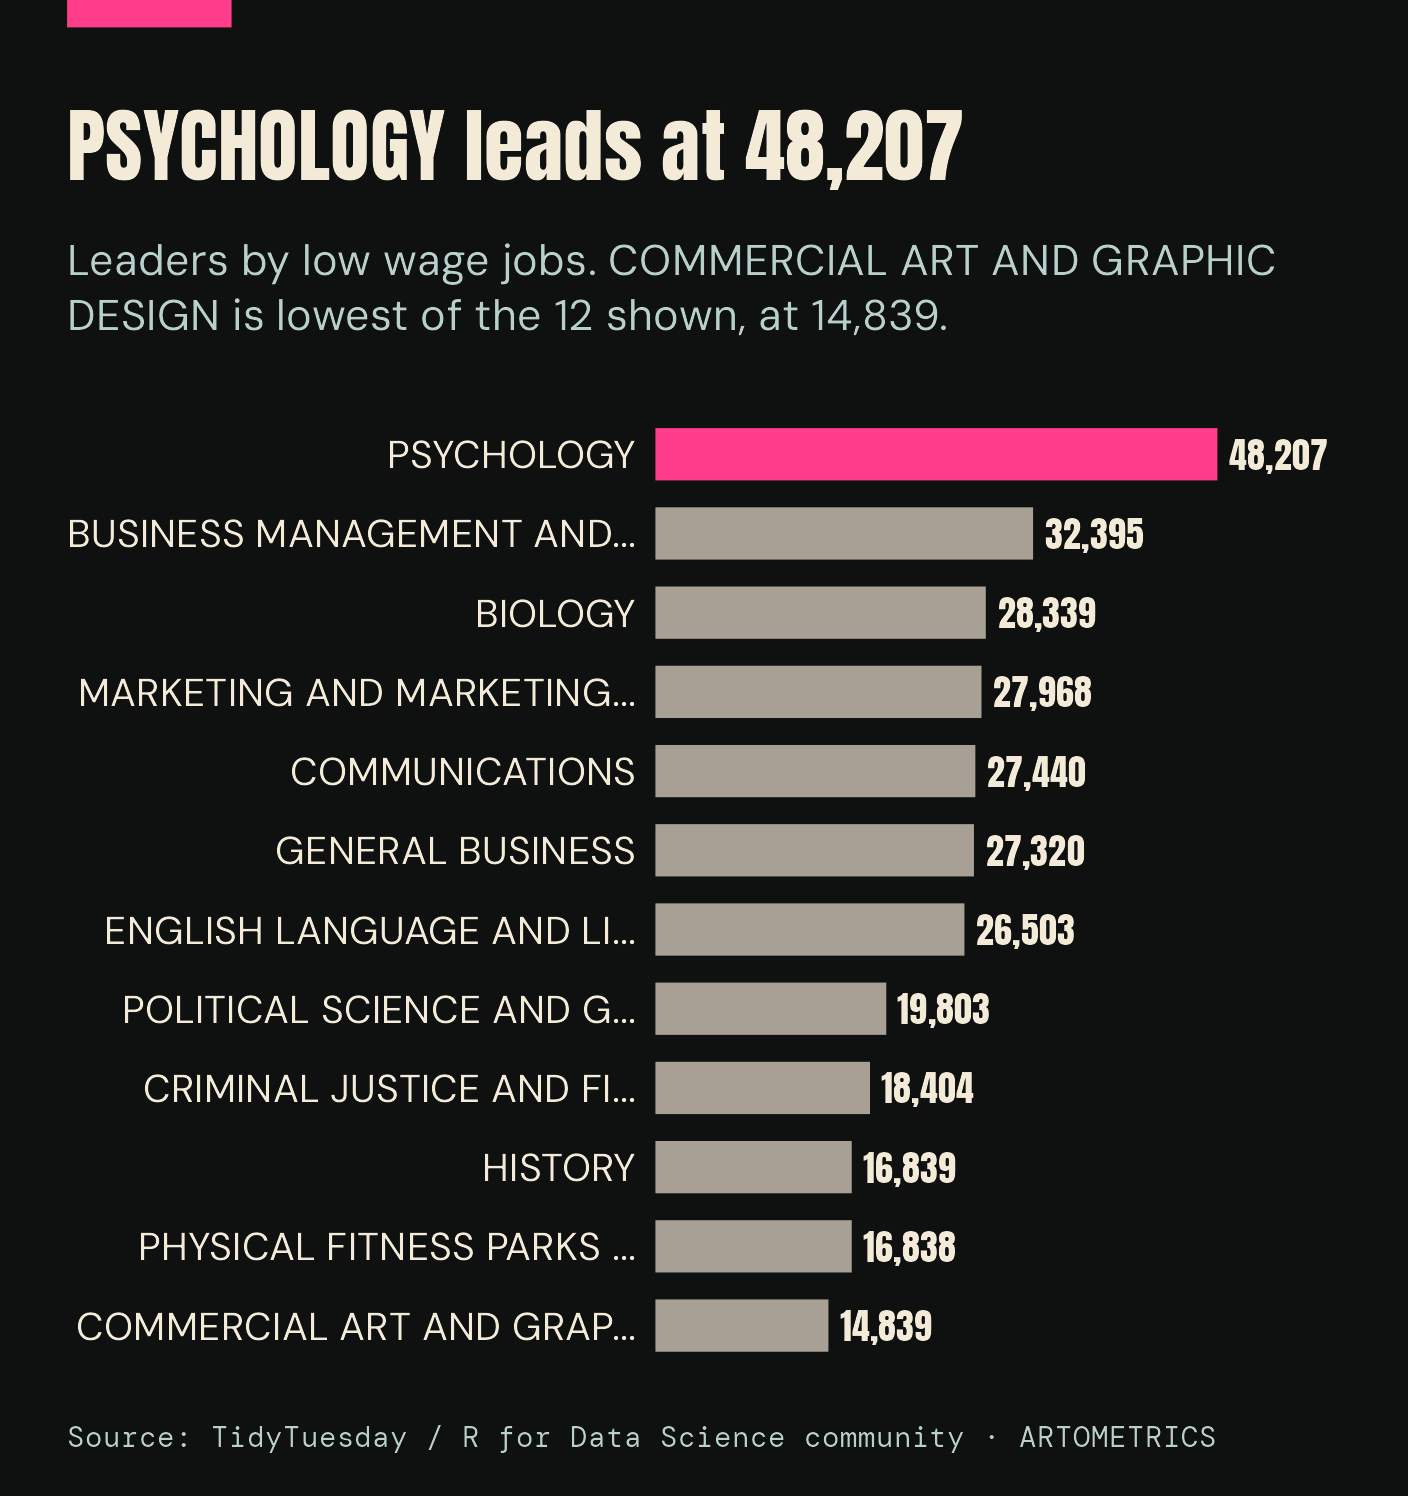 PSYCHOLOGY leads at 48,207
Leaders by low wage jobs. COMMERCIAL ART AND GRAPHIC
DESIGN is lowest of the 12 shown, at 14,839.
PSYCHOLOGY 48,207
BUSINESS MANAGEMENT AND... 32,395
BIOLOGY 28,339
MARKETING AND MARKETING... 27,968
COMMUNICATIONS 27,440
GENERAL BUSINESS 27,320
ENGLISH LANGUAGE AND LI... 26,503
POLITICAL SCIENCE AND G... 19,803
CRIMINAL JUSTICE AND FI... 18,404
HISTORY 16,839
PHYSICAL FITNESS PARKS ... 16,838
COMMERCIAL ART AND GRAP... 14,839
Source: TidyTuesday / R for Data Science community · ARTOMETRICS